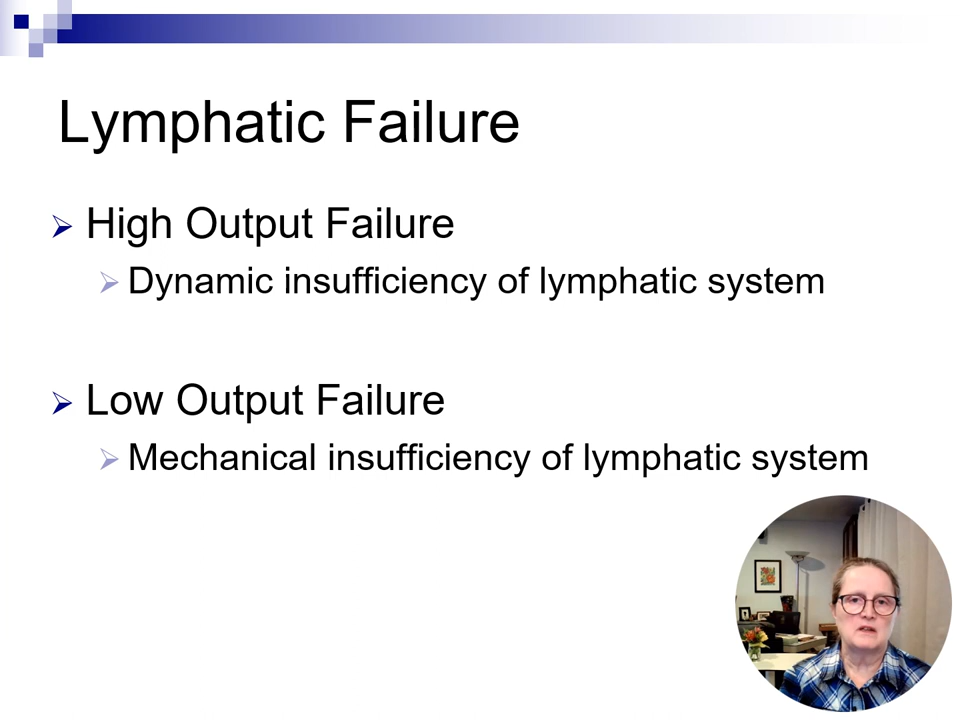 Lymphatic Failure
High Output Failure
Dynamic insufficiency of lymphatic system
Low Output Failure
Mechanical insufficiency of lymphatic system